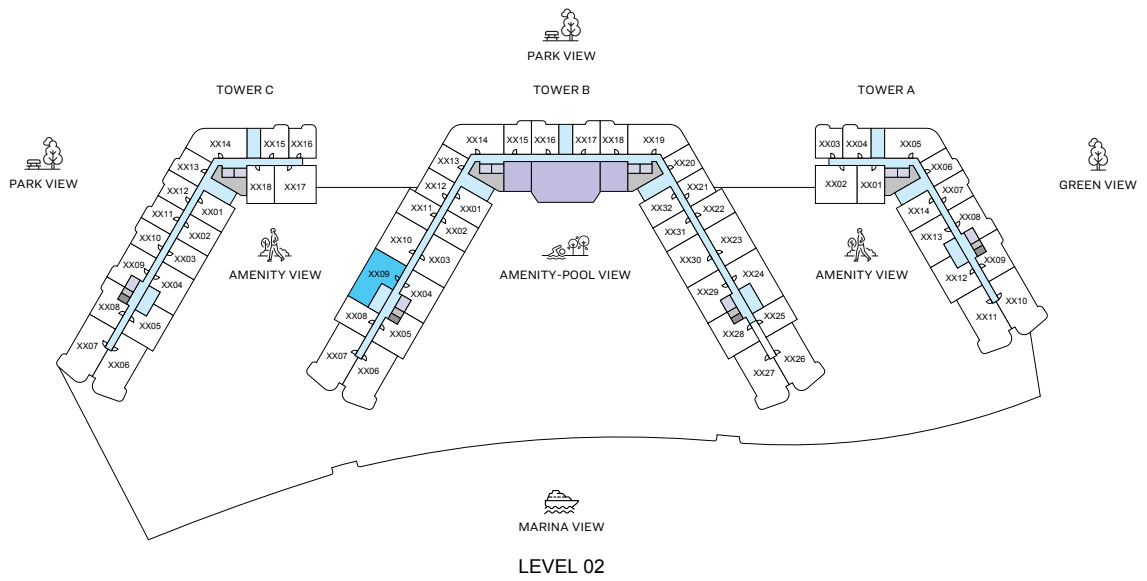 PARK VIEW
TOWER C
TOWER B
TOWER A
PARK VIEW
GREEN VIEW
XX14
XX15
XX16
XX13
XX12
XX11
XX10
XX09
XX08
XX07
XX06
XX05
XX04
XX03
XX02
XX01
XX18
XX17
AMENITY VIEW
XX14
XX15
XX16
XX17
XX18
XX19
XX13
XX12
XX11
XX10
XX09
XX08
XX07
XX06
XX05
XX04
XX03
XX02
XX01
AMENITY-POOL VIEW
XX20
XX21
XX22
XX23
XX24
XX25
XX26
XX27
XX28
XX29
XX30
XX31
XX32
AMENITY VIEW
XX03
XX04
XX05
XX02
XX01
XX06
XX07
XX08
XX09
XX10
XX11
XX12
XX13
XX14
MARINA VIEW
LEVEL 02